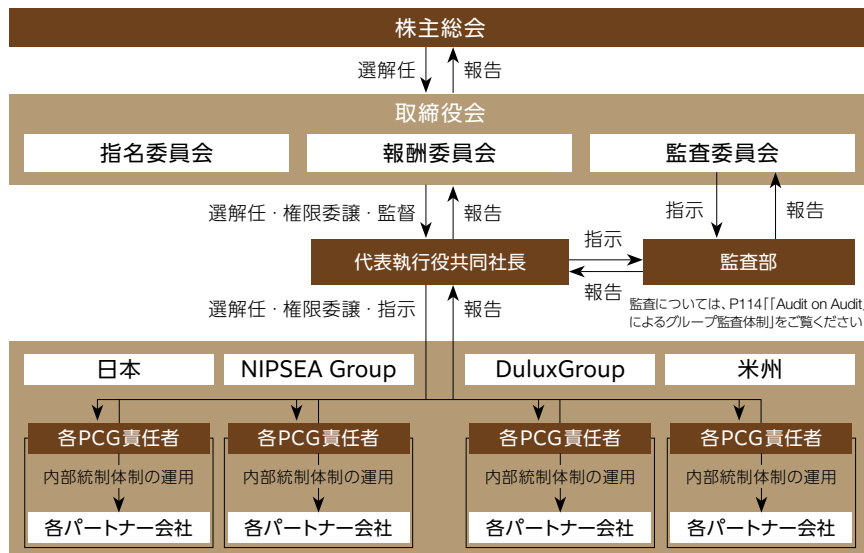 株主総会
選解任
報告
取締役会
指名委員会
報酬委員会
監査委員会
選解任・権限委譲・監督
報告
指示
報告
代表執行役共同社長
指示
報告
監査部
選解任・権限委譲・指示
報告
監査については、P114「「Audit on Audit」
によるグループ監査体制」をご覧ください
日本
NIPSEA Group
DuluxGroup
米州
各PCG責任者
各PCG責任者
各PCG責任者
各PCG責任者
内部統制体制の運用
内部統制体制の運用
内部統制体制の運用
内部統制体制の運用
各パートナー会社
各パートナー会社
各パートナー会社
各パートナー会社